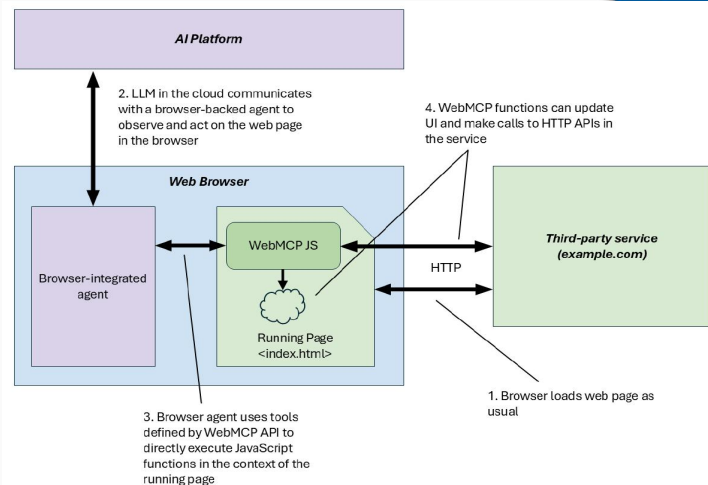 AI Platform
2. LLM in the cloud communicates
with a browser-backed agent to
observe and act on the web page
in the browser
4. WebMCP functions can update
UI and make calls to HTTP APIs in
the service
Web Browser
Browser-integrated
agent
WebMCP JS
Running Page
<index.html>
HTTP
Third-party service
(example.com)
1. Browser loads web page as
usual
3. Browser agent uses tools
defined by WebMCP API to
directly execute JavaScript
functions in the context of the
running page